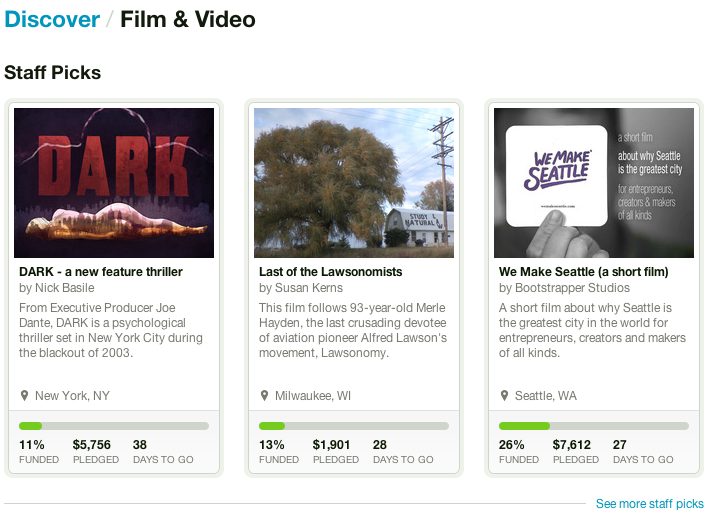 Discover / Film & Video
Staff Picks
DARK
DARK - a new feature thriller
by Nick Basile
From Executive Producer Joe
Dante, DARK is a psychological
thriller set in New York City during
the blackout of 2003.
New York, NY
11% $5,756 38
FUNDED PLEDGED DAYS TO GO
STUDY
NATURAL
Last of the Lawsonomists
by Susan Kerns
This film follows 93-year-old Merle
Hayden, the last crusading devotee
of aviation pioneer Alfred Lawson's
movement, Lawsonomy.
Milwaukee, WI
13% $1,901 28
FUNDED PLEDGED DAYS TO GO
WE MAKE
SEATTLE
wemakeseattle.com
a short film
about why Seattle
is the greatest city
for entrepreneurs,
creators & makers
of all kinds
We Make Seattle (a short film)
by Bootstrapper Studios
A short film about why Seattle is
the greatest city in the world for
entrepreneurs, creators and makers
of all kinds.
Seattle, WA
26% $7,612 27
FUNDED PLEDGED DAYS TO GO
See more staff picks